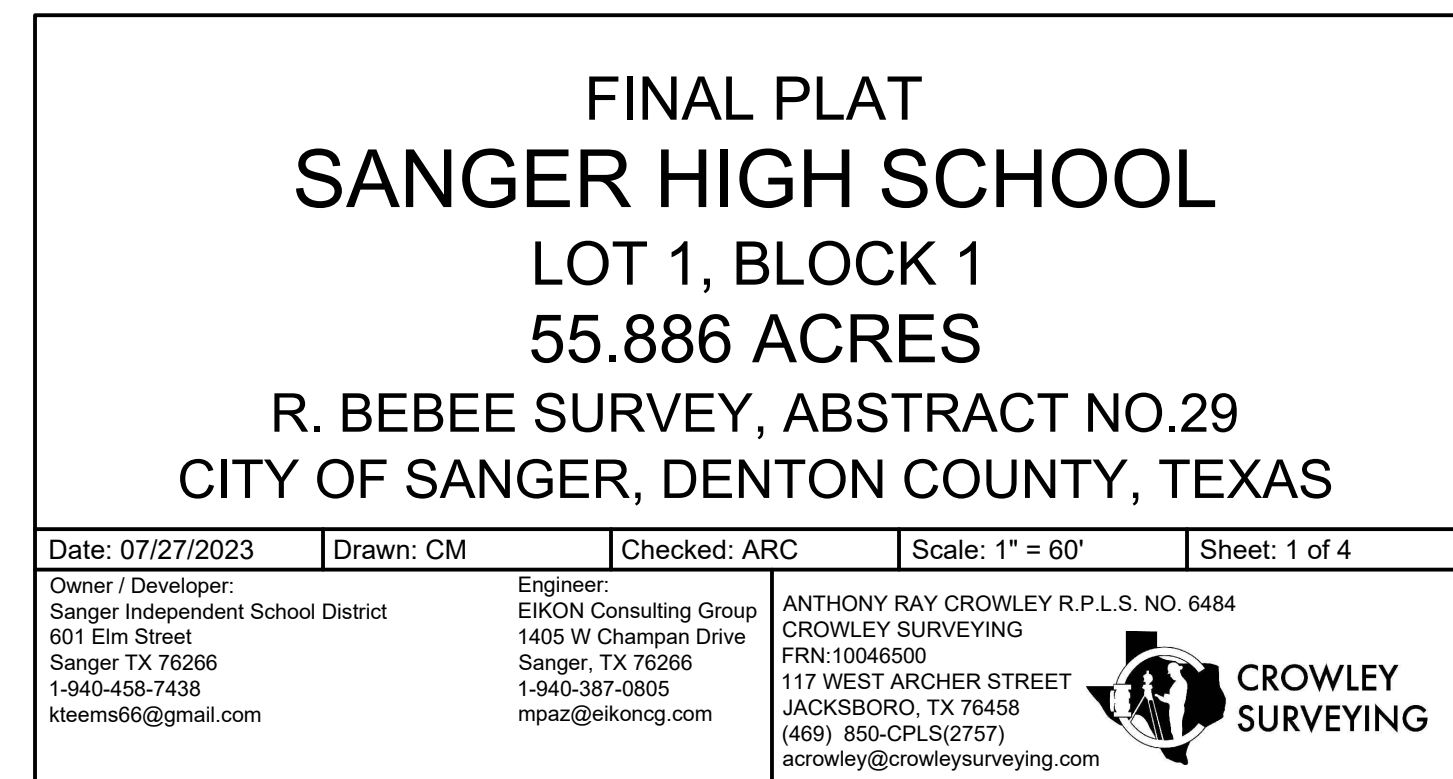 FINAL PLAT
SANGER HIGH SCHOOL
LOT 1, BLOCK 1
55.886 ACRES
R. BEBEE SURVEY, ABSTRACT NO.29
CITY OF SANGER, DENTON COUNTY, TEXAS
Date: 07/27/2023 Drawn: CM Checked: ARC Scale: 1" = 60' Sheet: 1 of 4
Owner / Developer:
Sanger Independent School District
601 Elm Street
Sanger TX 76266
1-940-458-7438
kteems66@gmail.com
Engineer:
EIKON Consulting Group
1405 W Champan Drive
Sanger, TX 76266
1-940-387-0805
mpaz@eikoncg.com
ANTHONY RAY CROWLEY R.P.L.S. NO. 6484
CROWLEY SURVEYING
FRN:10046500
117 WEST ARCHER STREET
JACKSBORO, TX 76458
(469) 850-CPLS(2757)
acrowley@crowleysurveying.com
CROWLEY
SURVEYING